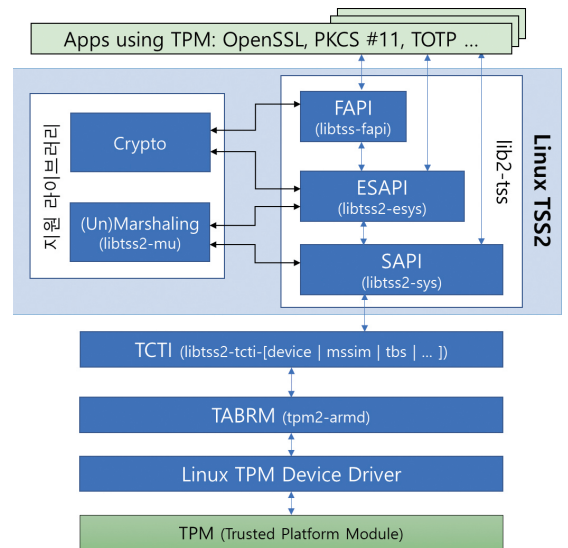 Apps using TPM: OpenSSL, PKCS #11, TOTP ...
지원 라이브러리
Crypto
(Un)Marshaling
(libtss2-mu)
FAPI
(libtss-fapi)
ESAPI
(libtss2-esys)
SAPI
(libtss2-sys)
lib2-tss
Linux TSS2
TCTI (libtss2-tcti-[device | mssim | tbs | ... ])
TABRM (tpm2-armd)
Linux TPM Device Driver
TPM (Trusted Platform Module)